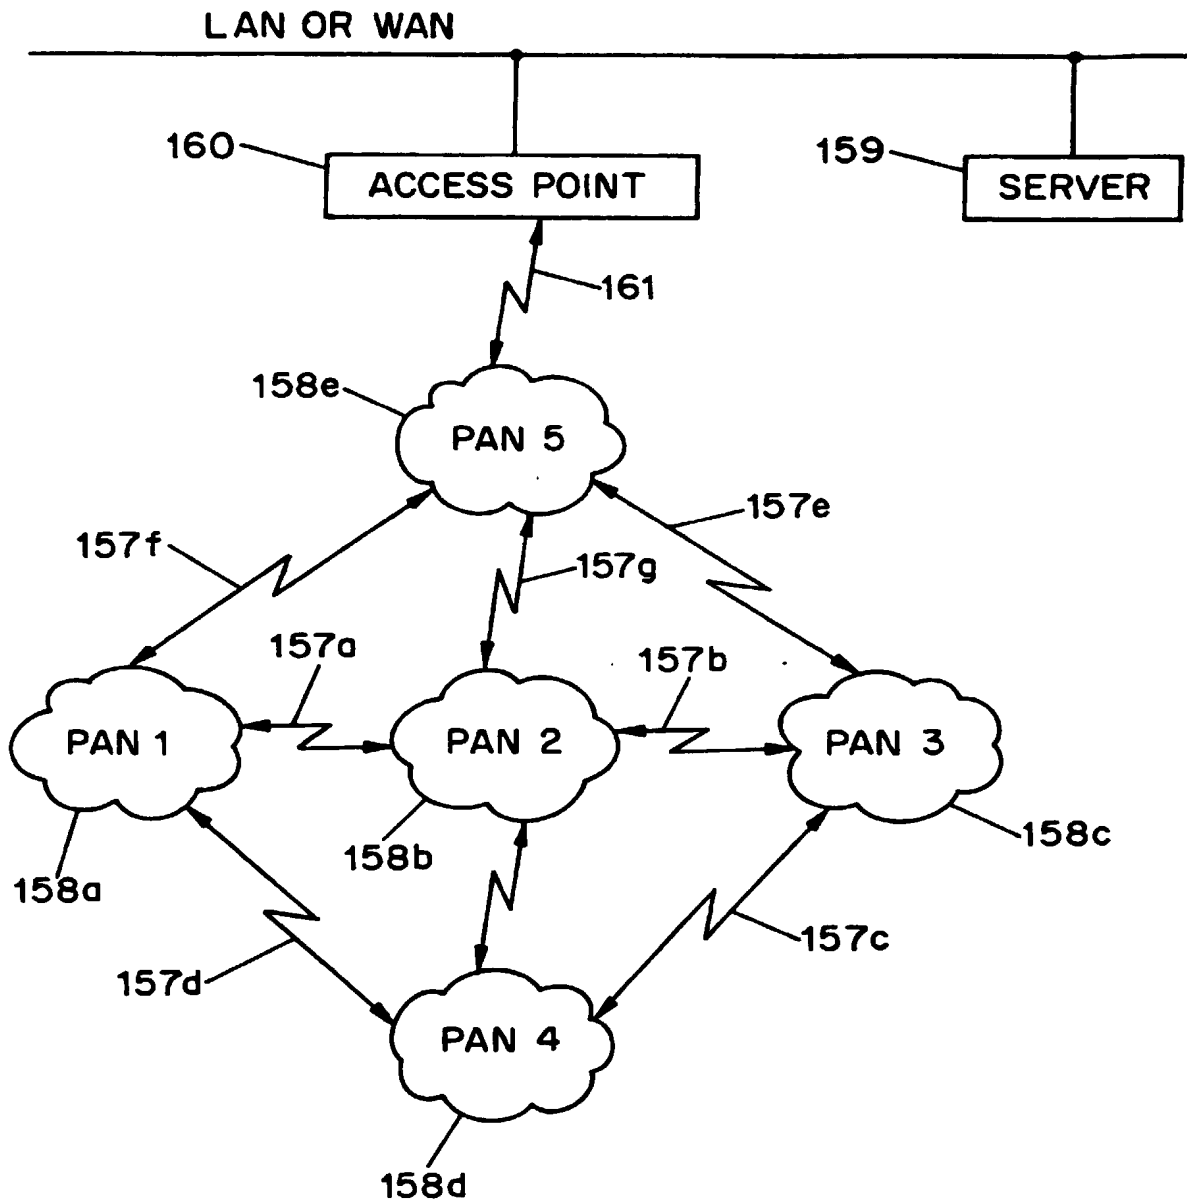 LAN OR WAN
160
ACCESS POINT
159
SERVER
161
158e
PAN 5
157e
157f
157g
157a
157b
PAN 1
PAN 2
PAN 3
158a
158b
158c
157d
157c
PAN 4
158d